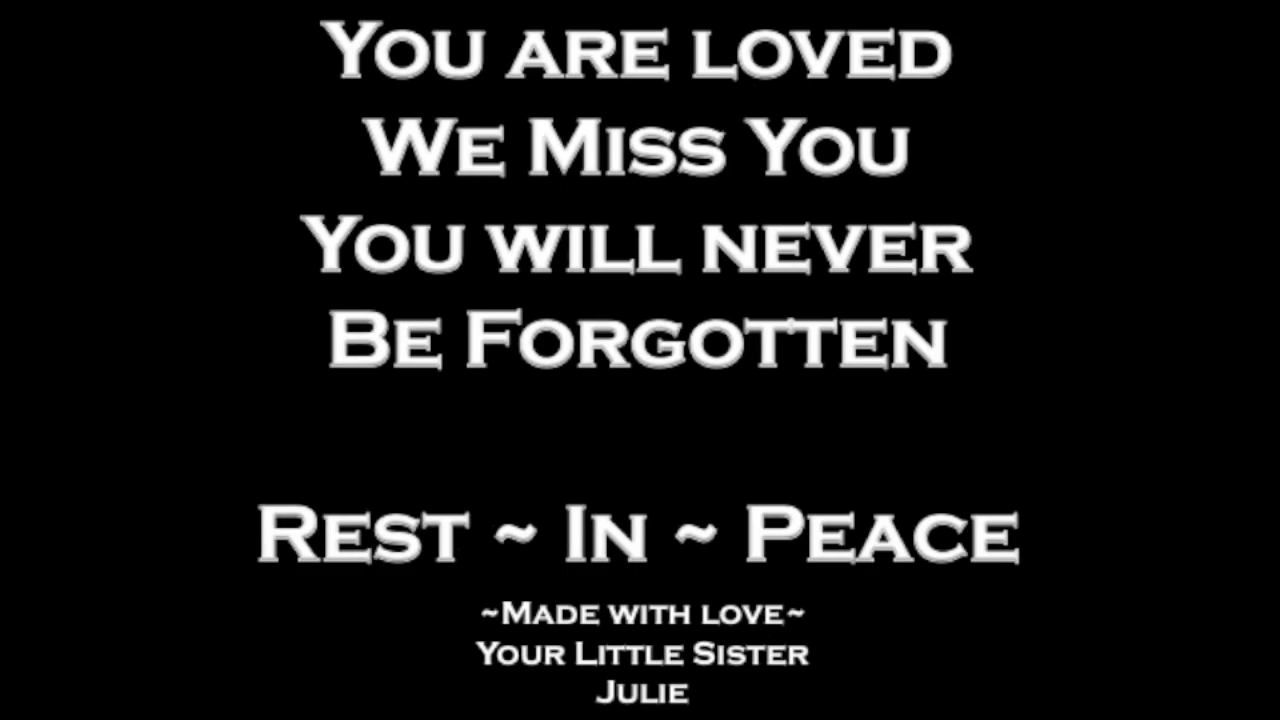 You are loved
We Miss You
You will never
Be Forgotten
Rest ~ In ~ Peace
~Made with love~
Your Little Sister
Julie